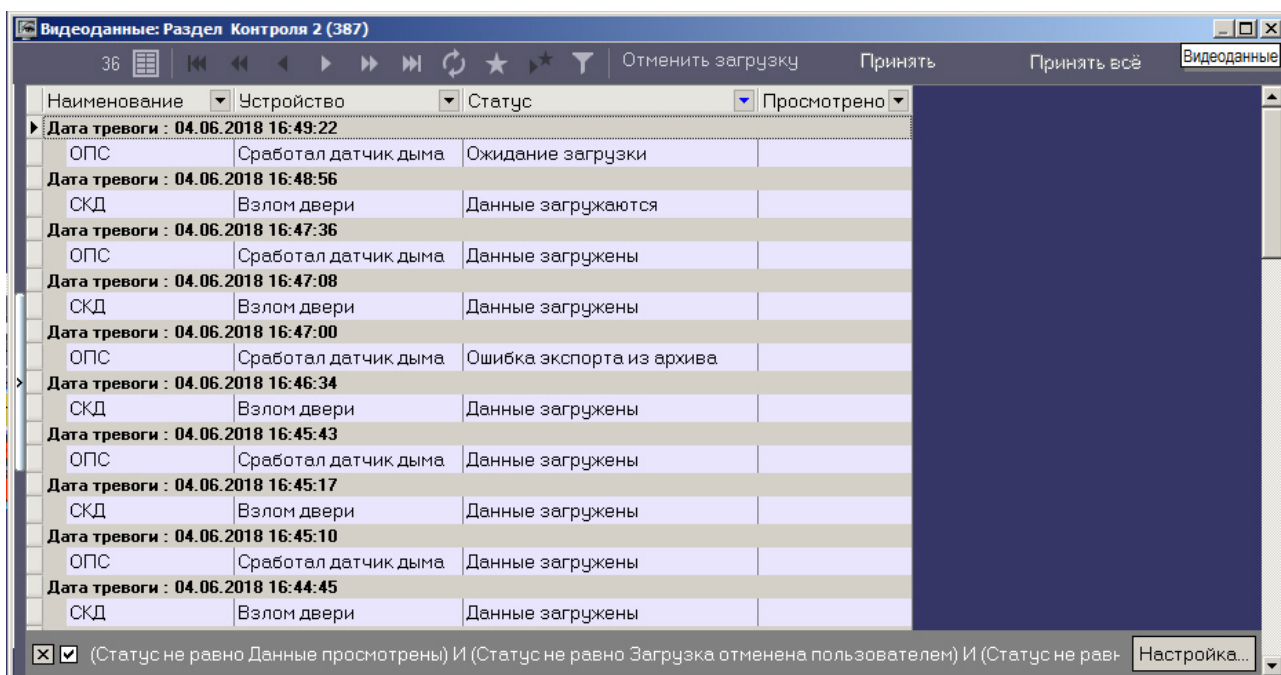 Видеоданные: Раздел Контроля 2 (387)
36 Отменить загрузку Принять Принять всё Видеоданные
Наименование Устройство Статус Просмотрено
Дата тревоги : 04.06.2018 16:49:22
ОПС Сработал датчик дыма Ожидание загрузки
Дата тревоги : 04.06.2018 16:48:56
СКД Взлом двери Данные загружаются
Дата тревоги : 04.06.2018 16:47:36
ОПС Сработал датчик дыма Данные загружены
Дата тревоги : 04.06.2018 16:47:08
СКД Взлом двери Данные загружены
Дата тревоги : 04.06.2018 16:47:00
ОПС Сработал датчик дыма Ошибка экспорта из архива
Дата тревоги : 04.06.2018 16:46:34
СКД Взлом двери Данные загружены
Дата тревоги : 04.06.2018 16:45:43
ОПС Сработал датчик дыма Данные загружены
Дата тревоги : 04.06.2018 16:45:17
СКД Взлом двери Данные загружены
Дата тревоги : 04.06.2018 16:45:10
ОПС Сработал датчик дыма Данные загружены
Дата тревоги : 04.06.2018 16:44:45
СКД Взлом двери Данные загружены
(Статус не равно Данные просмотрены) И (Статус не равно Загрузка отменена пользователем) И (Статус не равн Настройка...